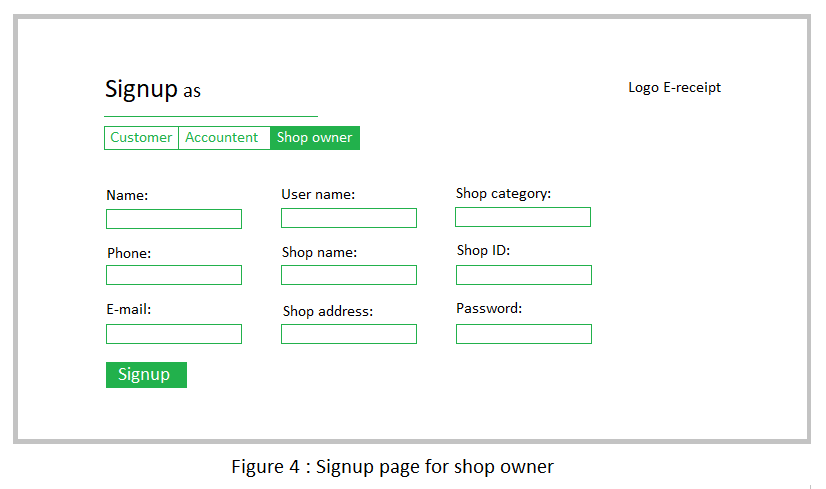 Signup as
Logo E-receipt
Customer Accountent Shop owner
Name: User name: Shop category:
Phone: Shop name: Shop ID:
E-mail: Shop address: Password:
Signup
Figure 4 : Signup page for shop owner